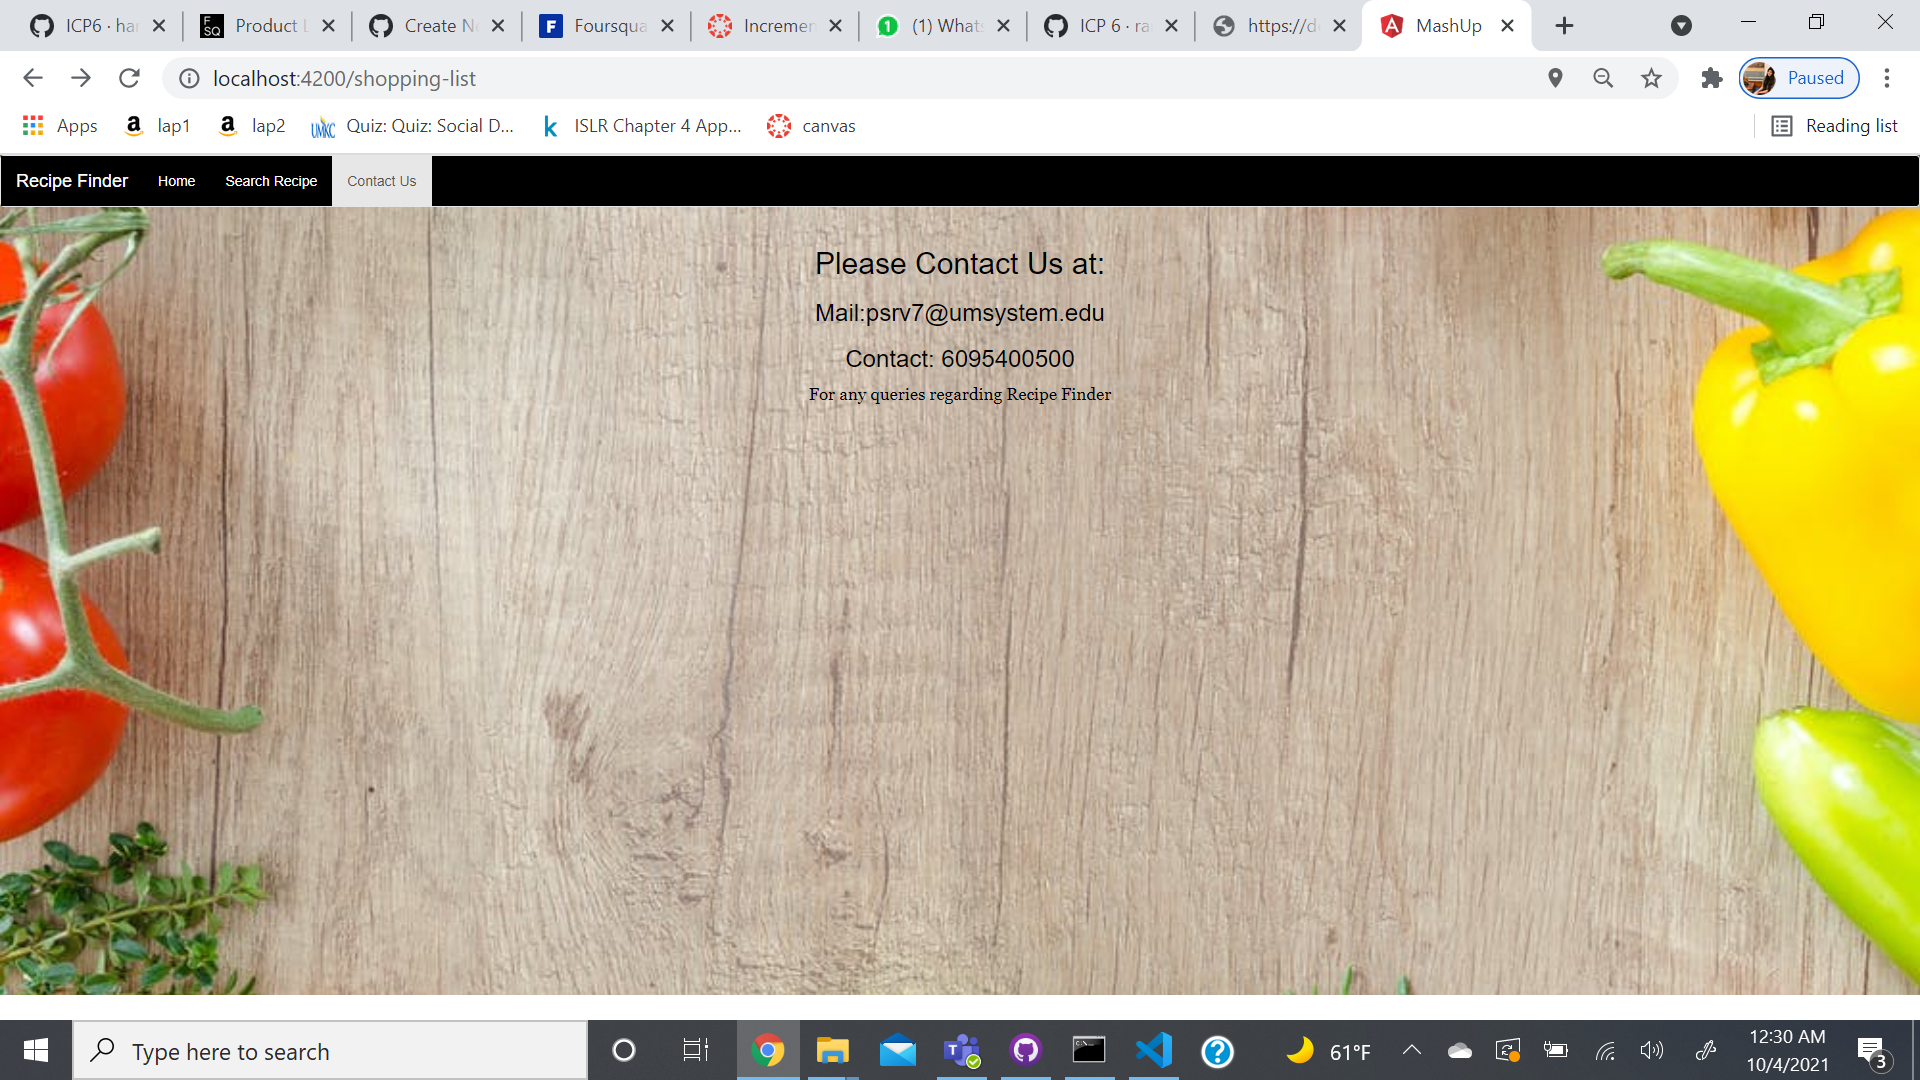 ICP6 · har
Product L
Create Ne
Foursqua
Incremen
(1) Whats
ICP 6 · ra
https://de
MashUp
localhost:4200/shopping-list
Paused
Apps
lap1
lap2
Quiz: Quiz: Social D...
ISLR Chapter 4 App...
canvas
Reading list
Recipe Finder
Home
Search Recipe
Contact Us
Please Contact Us at:
Mail:psrv7@umsystem.edu
Contact: 6095400500
For any queries regarding Recipe Finder
Type here to search
61°F
12:30 AM
10/4/2021
3